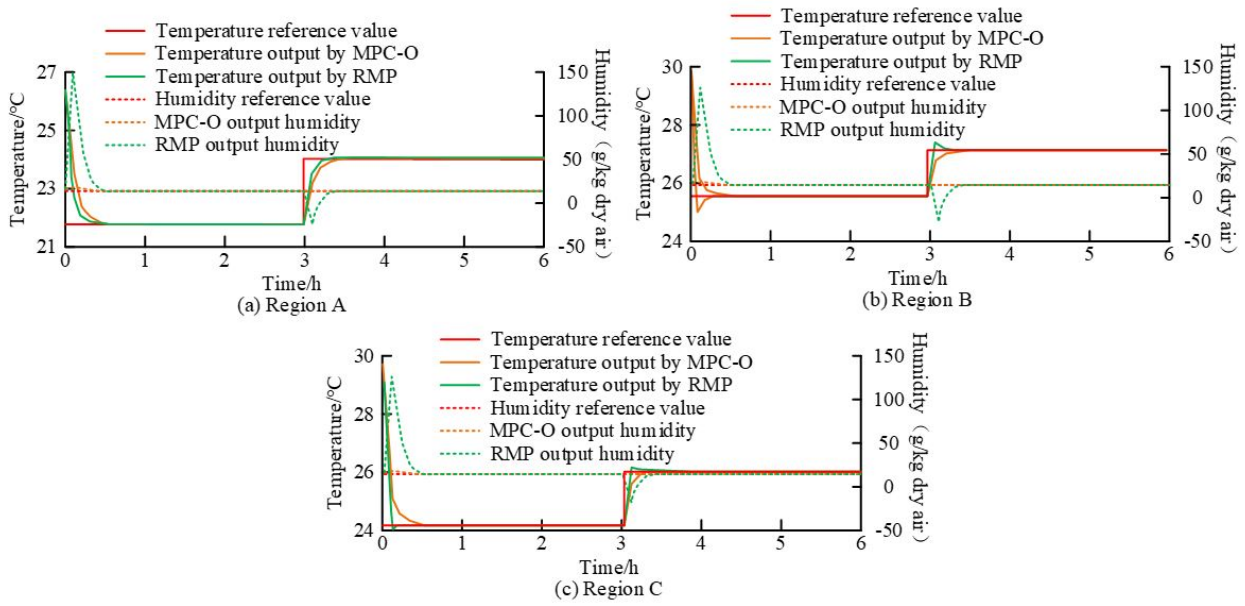 Temperature reference value
Temperature output by MPC-O
Temperature output by RMP
Humidity reference value
MPC-O output humidity
RMP output humidity
Temperature/°C
27
25
23
21
0
1
2
3
4
5
6
Time/h
150
100
50
0
-50
Humidity（g/kg dry air）
(a) Region A
Temperature reference value
Temperature output by MPC-O
Temperature output by RMP
Humidity reference value
MPC-O output humidity
RMP output humidity
Temperature/°C
30
28
26
24
0
1
2
3
4
5
6
Time/h
150
100
50
0
-50
Humidity（g/kg dry air）
(b) Region B
Temperature reference value
Temperature output by MPC-O
Temperature output by RMP
Humidity reference value
MPC-O output humidity
RMP output humidity
Temperature/°C
30
28
26
24
0
1
2
3
4
5
6
Time/h
150
100
50
0
-50
Humidity（g/kg dry air）
(c) Region C